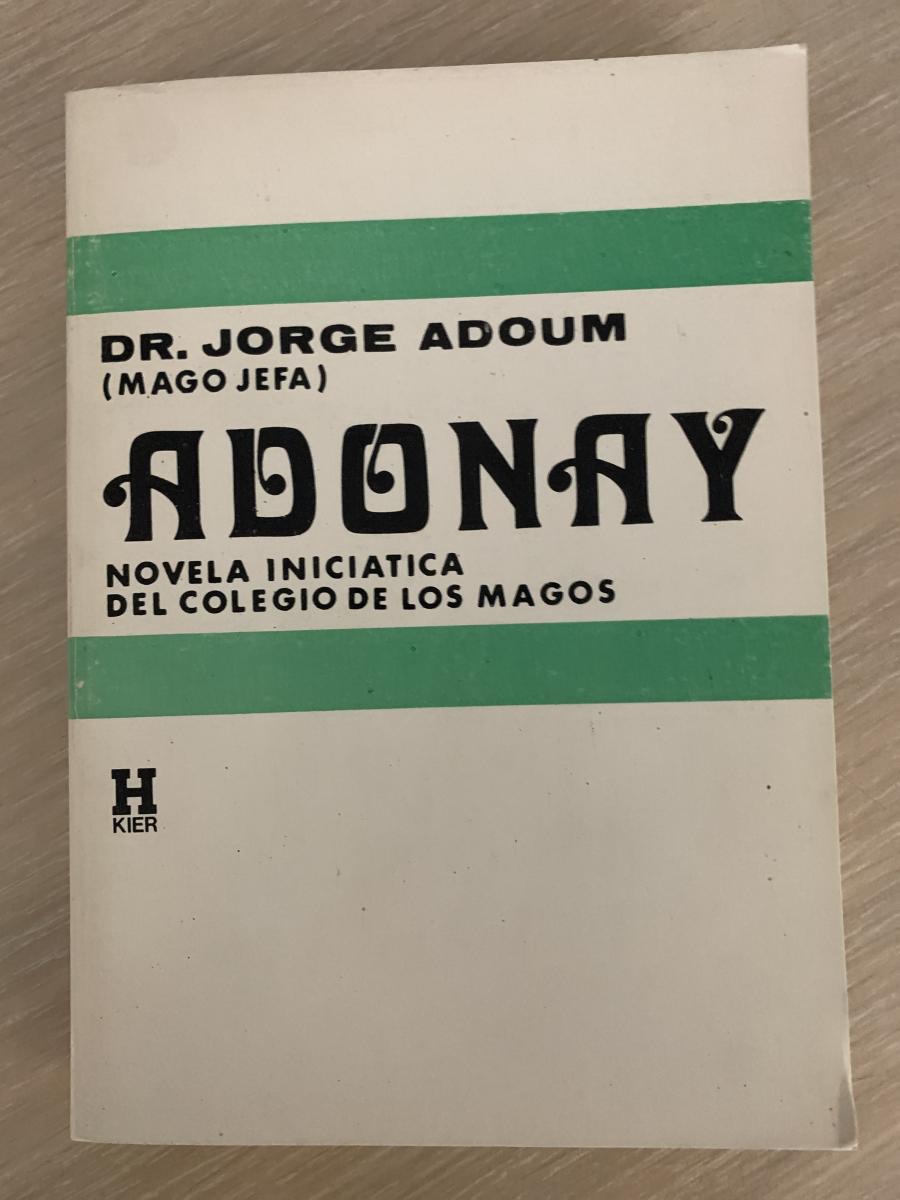 DR. JORGE ADOUM
(MAGO JEFA)
ADONAY
NOVELA INICIATICA
DEL COLEGIO DE LOS MAGOS
H
KIER